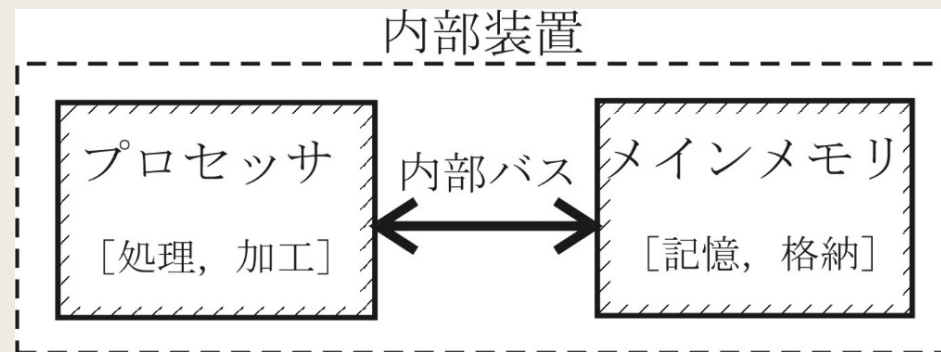 内部装置
プロセッサ
[処理，加工]
内部バス
メインメモリ
[記憶，格納]